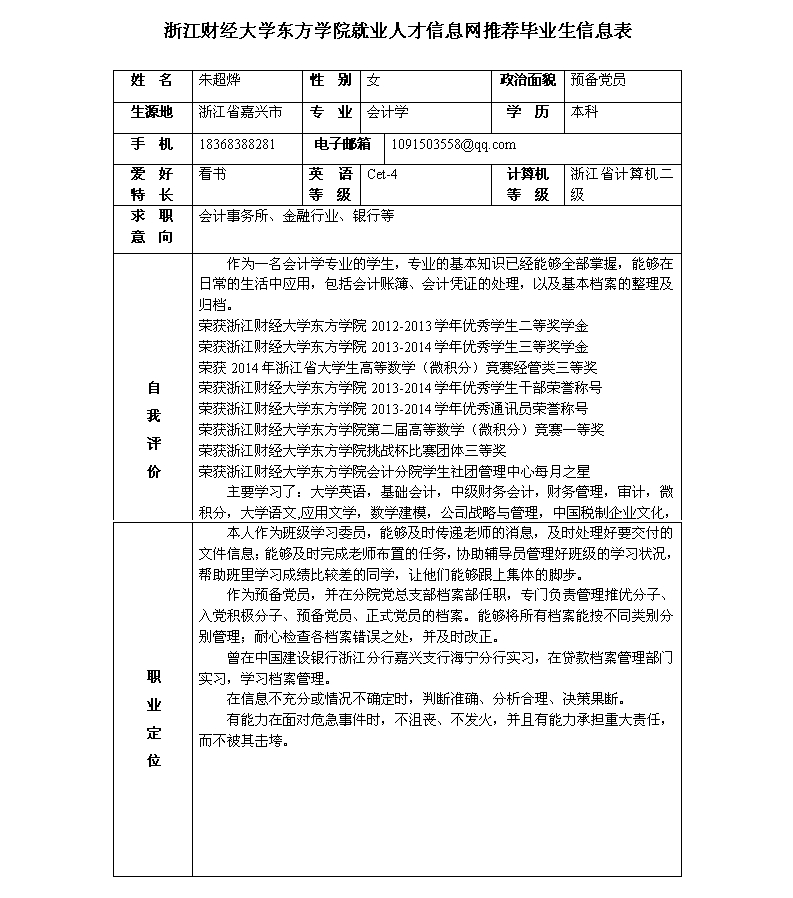 浙江财经大学东方学院就业人才信息网推荐毕业生信息表
姓 名 朱超烨 性 别 女 政治面貌 预备党员
生源地 浙江省嘉兴市 专 业 会计学 学 历 本科
手 机 18368388281 电子邮箱 1091503558@qq.com
爱 好 看书 英 语 Cet-4 计算机 浙江省计算机二
特 长 等 级 等 级 级
求 职 会计事务所、金融行业、银行等
意 向
作为一名会计学专业的学生，专业的基本知识已经能够全部掌握，能够在
日常的生活中应用，包括会计账簿、会计凭证的处理，以及基本档案的整理及
归档。
荣获浙江财经大学东方学院 2012-2013 学年优秀学生二等奖学金
荣获浙江财经大学东方学院 2013-2014 学年优秀学生三等奖学金
荣获 2014 年浙江省大学生高等数学（微积分）竞赛经管类三等奖
自 荣获浙江财经大学东方学院 2013-2014 学年优秀学生干部荣誉称号
我 荣获浙江财经大学东方学院 2013-2014 学年优秀通讯员荣誉称号
评 荣获浙江财经大学东方学院第二届高等数学（微积分）竞赛一等奖
荣获浙江财经大学东方学院挑战杯比赛团体三等奖
价 荣获浙江财经大学东方学院会计分院学生社团管理中心每月之星
主要学习了：大学英语，基础会计，中级财务会计，财务管理，审计，微
积分，大学语文,应用文学，数学建模，公司战略与管理，中国税制企业文化，
本人作为班级学习委员，能够及时传递老师的消息，及时处理好要交付的
文件信息；能够及时完成老师布置的任务，协助辅导员管理好班级的学习状况，
帮助班里学习成绩比较差的同学，让他们能够跟上集体的脚步。
作为预备党员，并在分院党总支部档案部任职，专门负责管理推优分子、
入党积极分子、预备党员、正式党员的档案。能够将所有档案能按不同类别分
别管理；耐心检查各档案错误之处，并及时改正。
曾在中国建设银行浙江分行嘉兴支行海宁分行实习，在贷款档案管理部门
职 实习，学习档案管理。
业 在信息不充分或情况不确定时，判断准确、分析合理、决策果断。
定 有能力在面对危急事件时，不沮丧、不发火，并且有能力承担重大责任，
位 而不被其击垮。